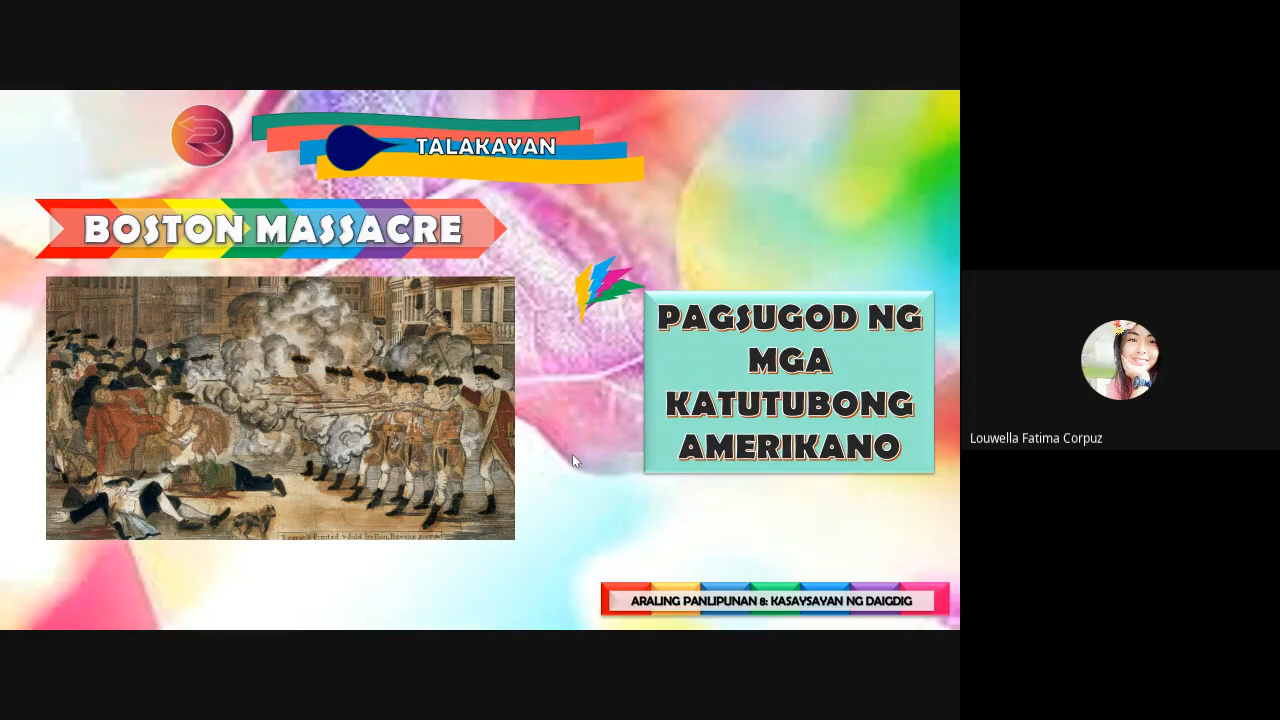 TALAKAYAN
BOSTON MASSACRE
PAGSUGOD NG
MGA
KATUTUBONG
AMERIKANO
ARALING PANLIPUNAN 8: KASAYSAYAN NG DAIGDIG
Louwella Fatima Corpuz